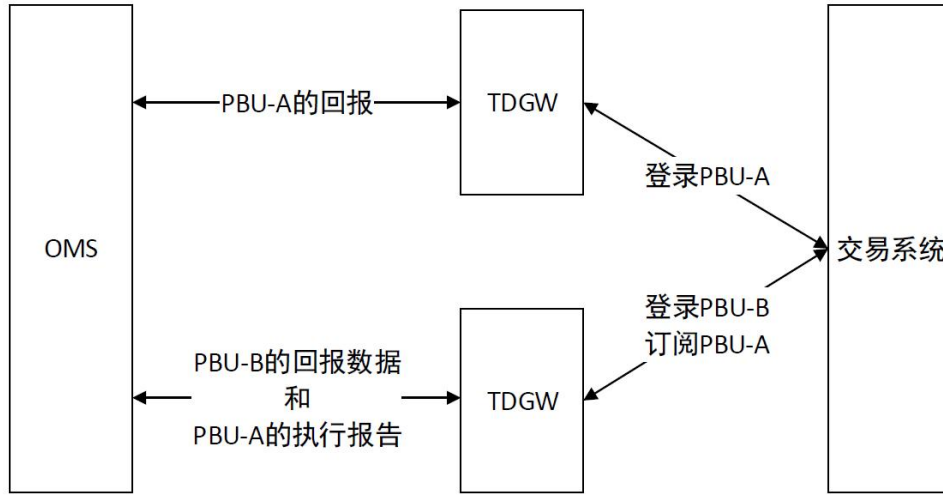 OMS
PBU-A的回报
TDGW
登录PBU-A
交易系统
登录PBU-B
订阅PBU-A
PBU-B的回报数据
和
PBU-A的执行报告
TDGW